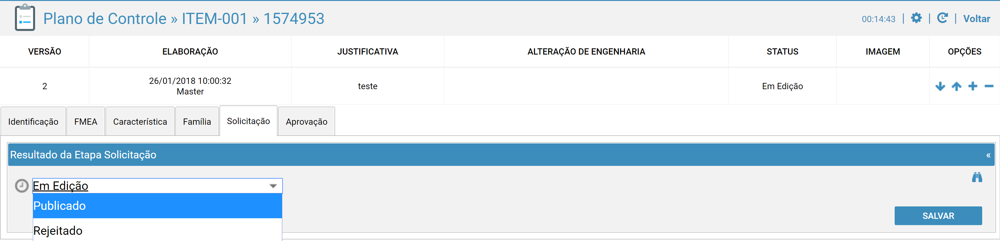 Plano de Controle » ITEM-001 » 1574953
00:14:43 | | | Voltar
VERSÃO ELABORAÇÃO JUSTIFICATIVA ALTERAÇÃO DE ENGENHARIA STATUS IMAGEM OPÇÕES
2 26/01/2018 10:00:32 teste Em Edição
Master
Identificação FMEA Característica Família Solicitação Aprovação
Resultado da Etapa Solicitação «
Em Edição
Publicado
Rejeitado
SALVAR